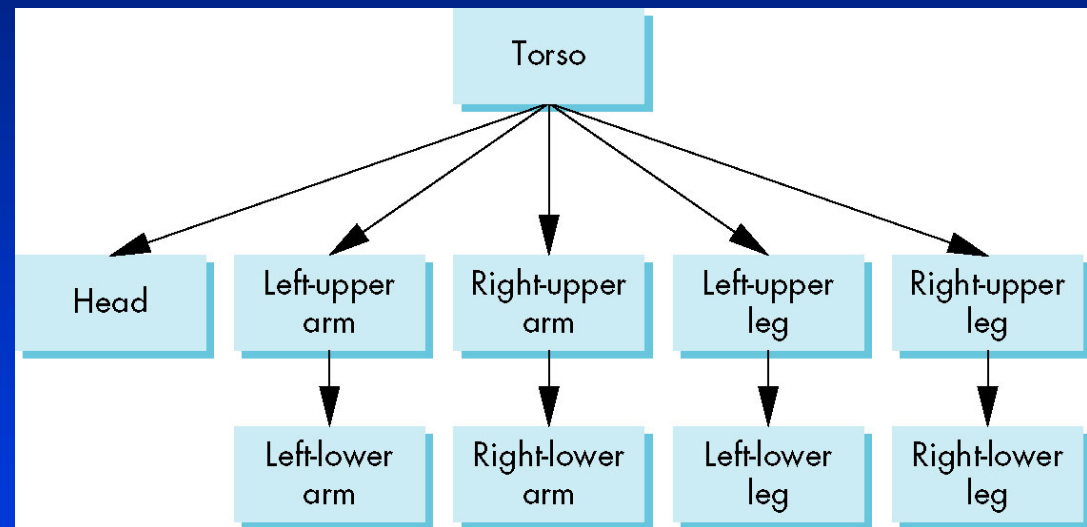 Torso
Head
Left-upper
arm
Right-upper
arm
Left-upper
leg
Right-upper
leg
Left-lower
arm
Right-lower
arm
Left-lower
leg
Right-lower
leg